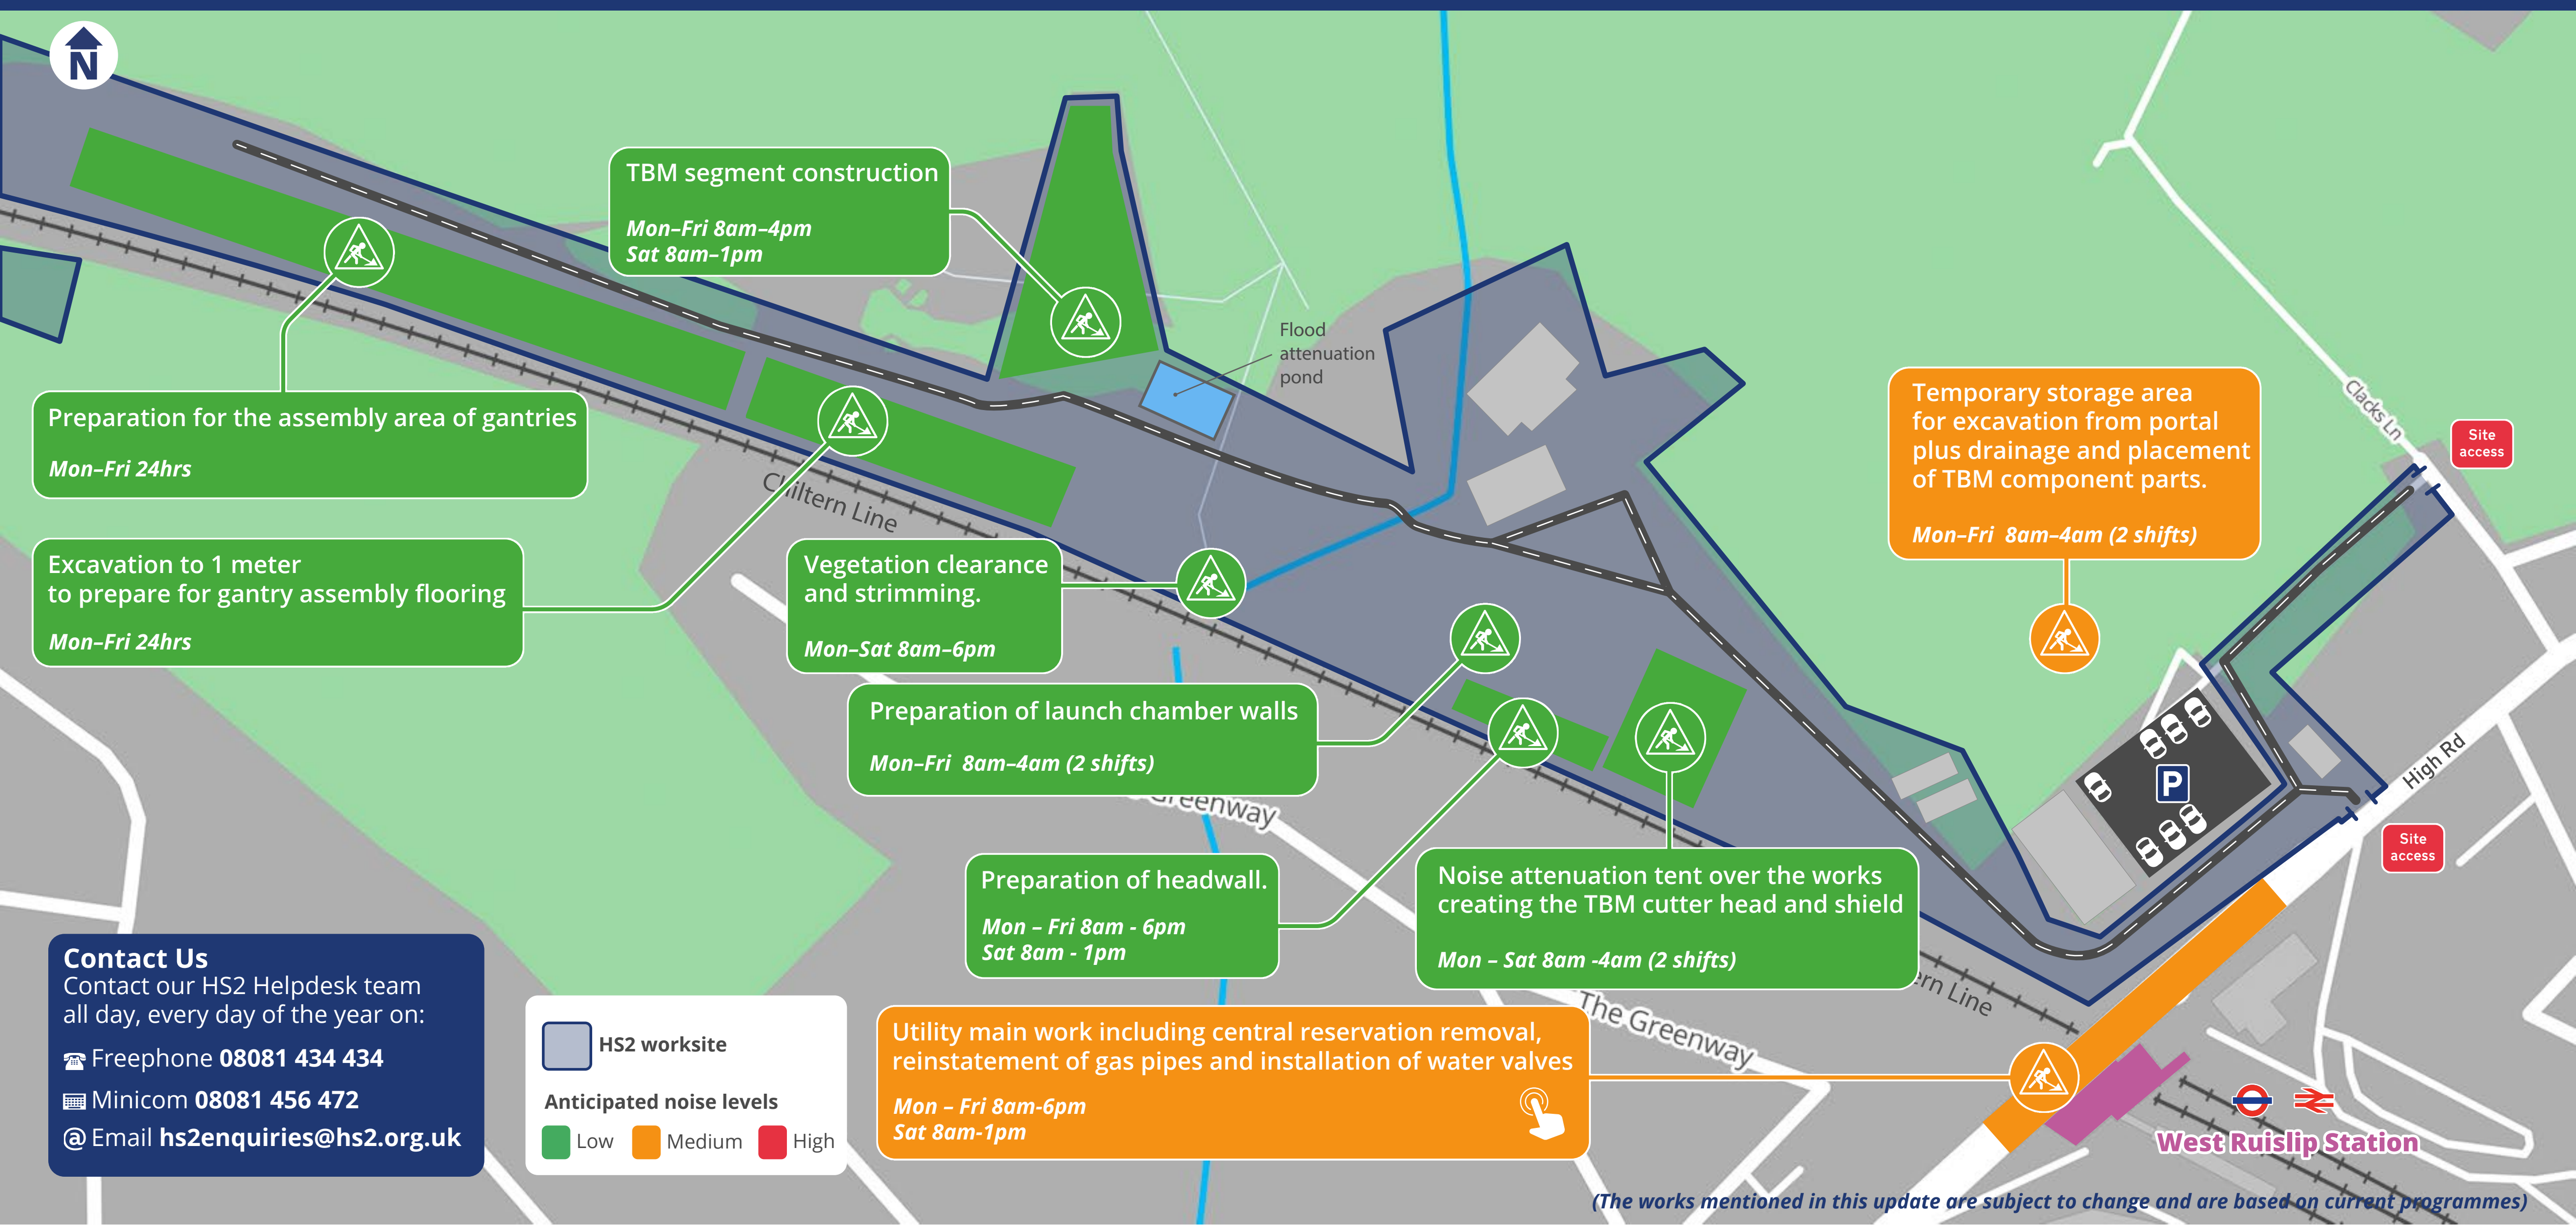 N
TBM segment construction
Mon–Fri 8am–4pm
Sat 8am–1pm
Flood
attenuation
pond
Preparation for the assembly area of gantries
Mon–Fri 24hrs
Temporary storage area
for excavation from portal
plus drainage and placement
of TBM component parts.
Mon–Fri  8am–4am (2 shifts)
Clacks Ln
Site
access
Chiltern Line
Excavation to 1 meter
to prepare for gantry assembly flooring
Mon–Fri 24hrs
Vegetation clearance
and strimming.
Mon–Sat 8am–6pm
Preparation of launch chamber walls
Mon–Fri  8am–4am (2 shifts)
Greenway
P
High Rd
Site
access
Preparation of headwall.
Mon – Fri 8am - 6pm
Sat 8am - 1pm
Noise attenuation tent over the works
creating the TBM cutter head and shield
Mon – Sat 8am -4am (2 shifts)
ern Line
The Greenway
Contact Us
Contact our HS2 Helpdesk team
all day, every day of the year on:
Freephone 08081 434 434
Minicom 08081 456 472
@ Email hs2enquiries@hs2.org.uk
HS2 worksite
Anticipated noise levels
Low Medium High
Utility main work including central reservation removal,
reinstatement of gas pipes and installation of water valves
Mon – Fri 8am-6pm
Sat 8am-1pm
West Ruislip Station
(The works mentioned in this update are subject to change and are based on current programmes)